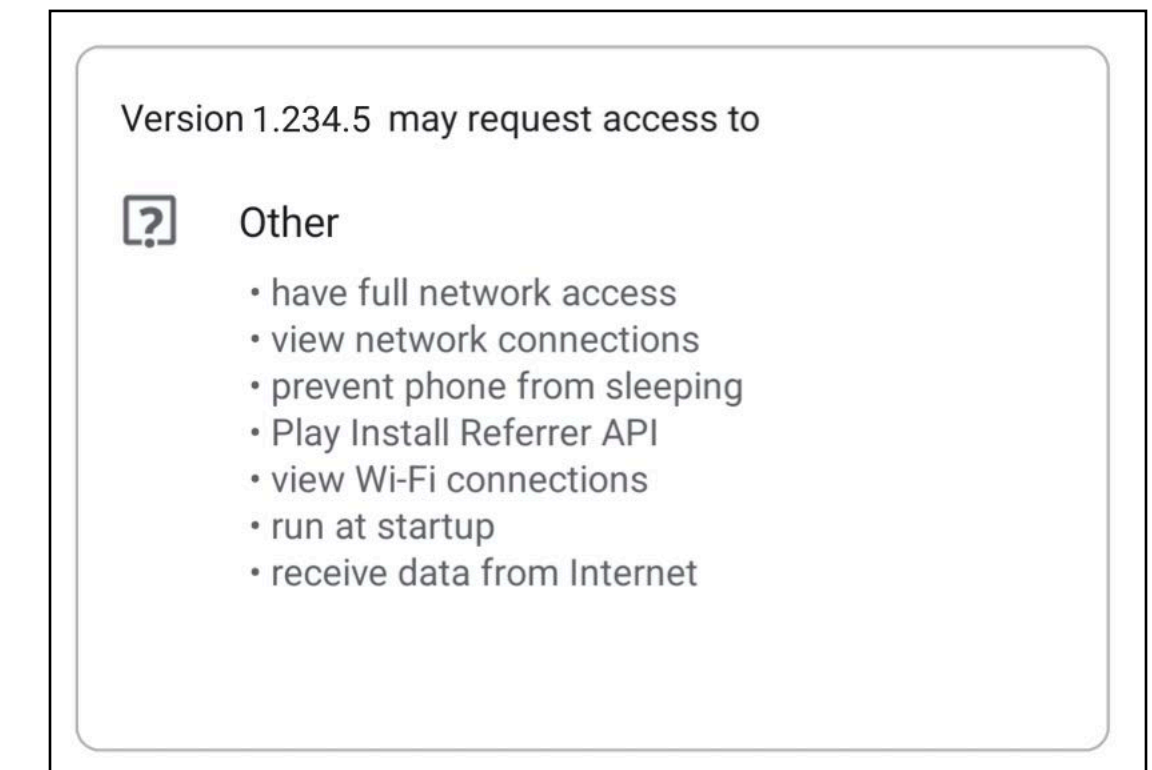 Version 1.234.5 may request access to
Other
• have full network access
• view network connections
• prevent phone from sleeping
• Play Install Referrer API
• view Wi-Fi connections
• run at startup
• receive data from Internet